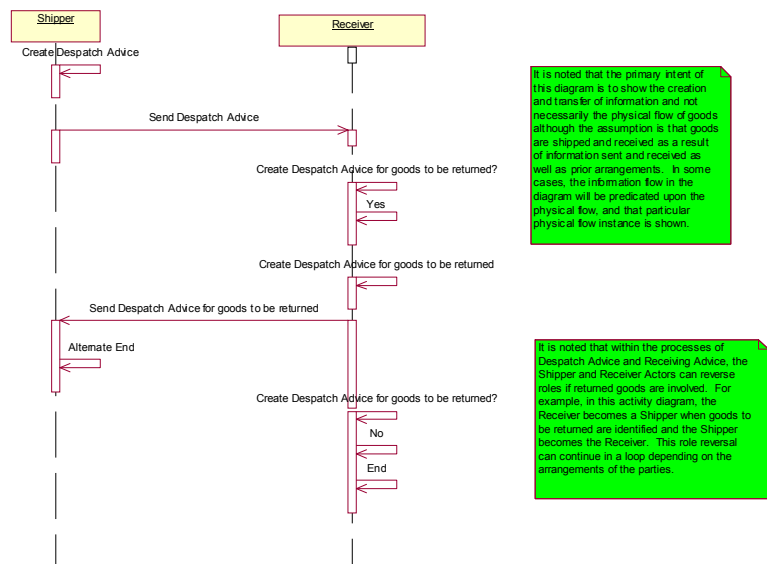 Shipper
Receiver
Create Despatch Advice
Send Despatch Advice
Create Despatch Advice for goods to be returned?
Yes
Create Despatch Advice for goods to be returned
Send Despatch Advice for goods to be returned
Alternate End
Create Despatch Advice for goods to be returned?
No
End
It is noted that the primary intent of
this diagram is to show the creation
and transfer of information and not
necessarily the physical flow of goods
although the assumption is that goods
are shipped and received as a result
of information sent and received as
well as prior arrangements. In some
cases, the information flow in the
diagram will be predicated upon the
physical flow, and that particular
physical flow instance is shown.
It is noted that within the processes of
Despatch Advice and Receiving Advice, the
Shipper and Receiver Actors can reverse
roles if returned goods are involved. For
example, in this activity diagram, the
Receiver becomes a Shipper when goods to
be returned are identified and the Shipper
becomes the Receiver. This role reversal
can continue in a loop depending on the
arrangements of the parties.